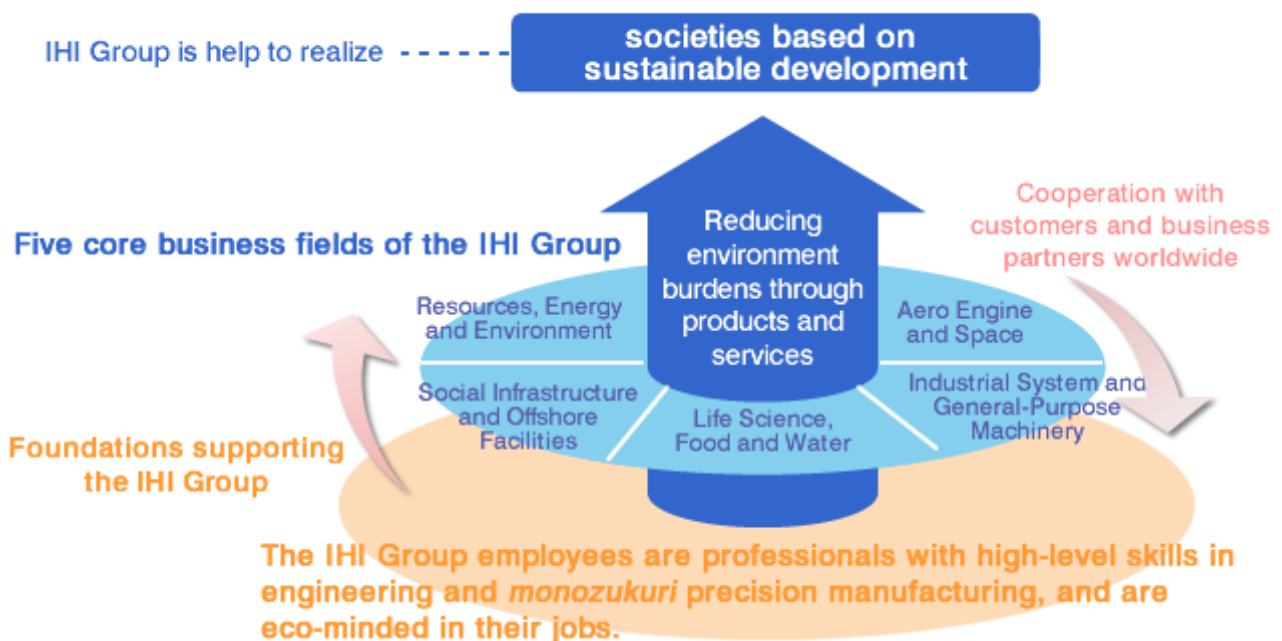 societies based on
sustainable development
IHI Group is help to realize
Cooperation with
customers and business
partners worldwide
Five core business fields of the IHI Group
Reducing
environment
burdens through
products and
services
Resources, Energy
and Environment
Aero Engine
and Space
Social Infrastructure
and Offshore
Facilities
Life Science,
Food and Water
Industrial System and
General-Purpose
Machinery
Foundations supporting
the IHI Group
The IHI Group employees are professionals with high-level skills in
engineering and monozukuri precision manufacturing, and are
eco-minded in their jobs.